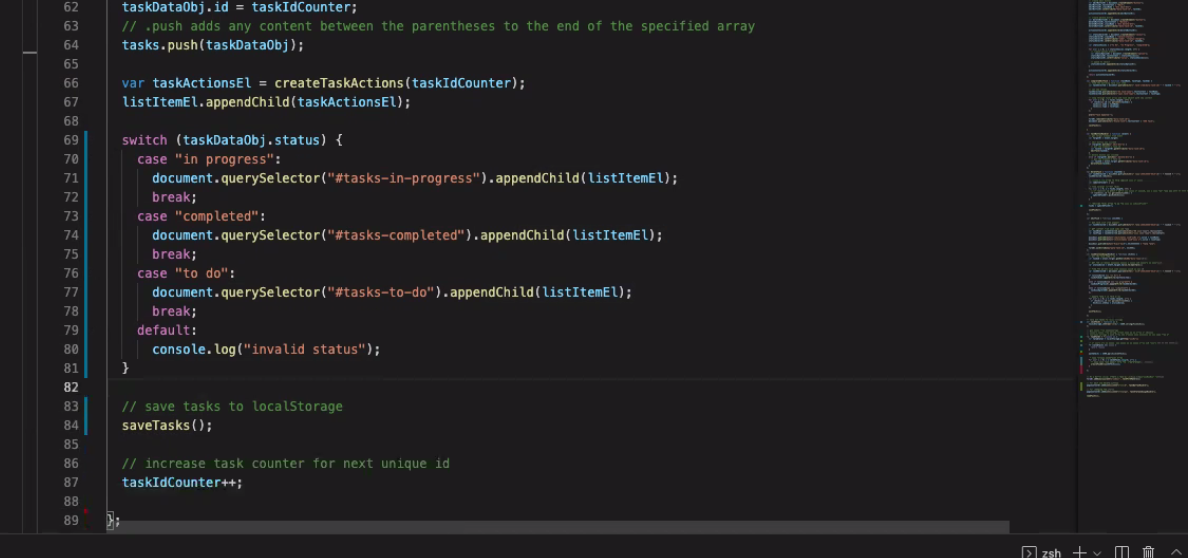 62 taskDataObj.id = taskIdCounter;
63 // .push adds any content between the parentheses to the end of the specified array
64 tasks.push(taskDataObj);
65
66 var taskActionsEl = createTaskActions(taskIdCounter);
67 listItemEl.appendChild(taskActionsEl);
68
69 switch (taskDataObj.status) {
70 case "in progress":
71 document.querySelector("#tasks-in-progress").appendChild(listItemEl);
72 break;
73 case "completed":
74 document.querySelector("#tasks-completed").appendChild(listItemEl);
75 break;
76 case "to do":
77 document.querySelector("#tasks-to-do").appendChild(listItemEl);
78 break;
79 default:
80 console.log("invalid status");
81 }
82
83 // save tasks to localStorage
84 saveTasks();
85
86 // increase task counter for next unique id
87 taskIdCounter++;
88
89 };
zsh